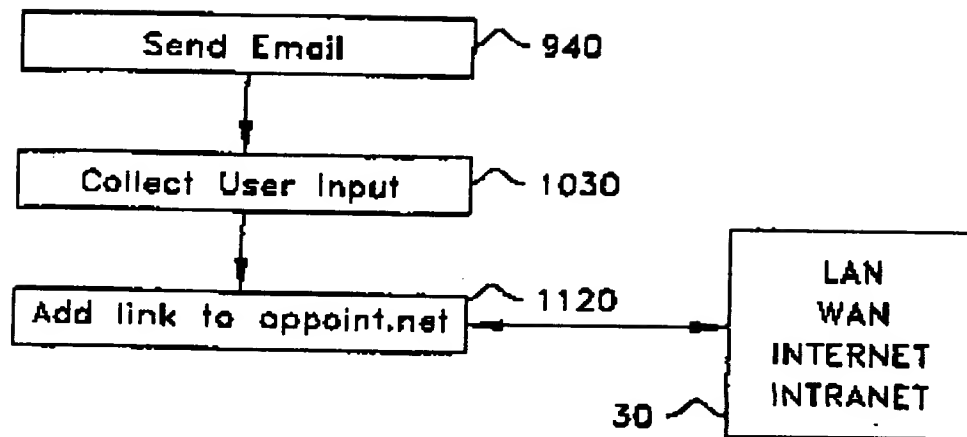 Send Email
940
Collect User Input
1030
Add link to appoint.net
1120
LAN
WAN
INTERNET
INTRANET
30